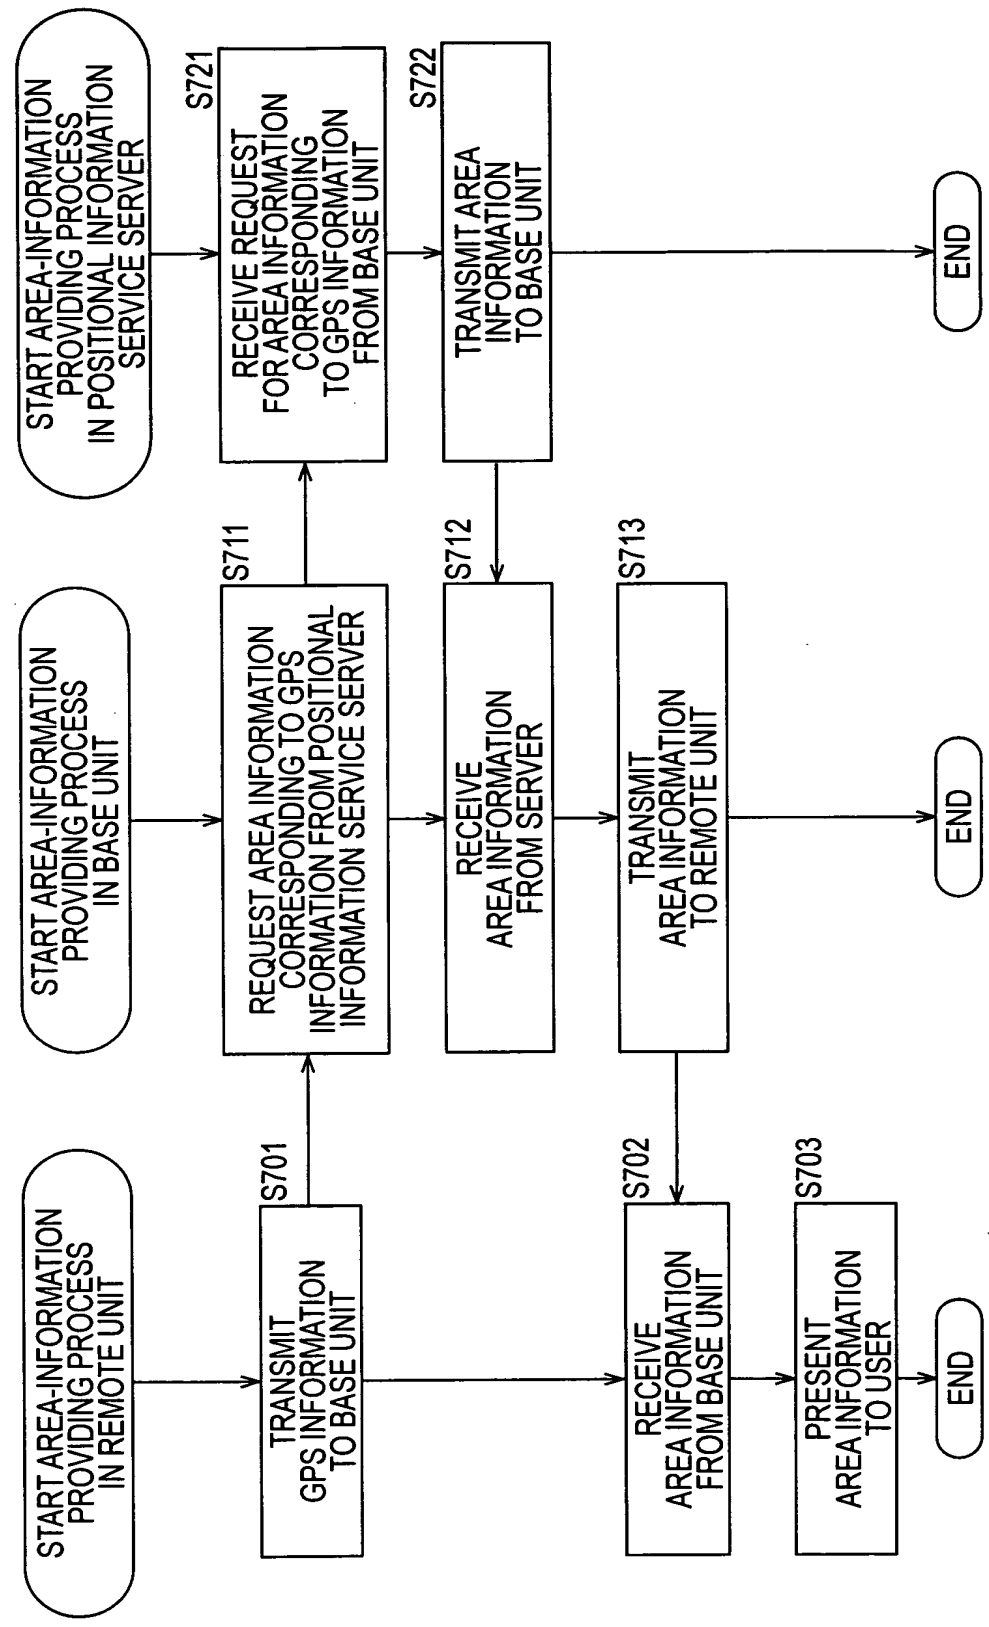 START AREA-INFORMATION
PROVIDING PROCESS
IN REMOTE UNIT
S701
TRANSMIT
GPS INFORMATION
TO BASE UNIT
S702
RECEIVE
AREA INFORMATION
FROM BASE UNIT
S703
PRESENT
AREA INFORMATION
TO USER
END
START AREA-INFORMATION
PROVIDING PROCESS
IN BASE UNIT
S711
REQUEST AREA INFORMATION
CORRESPONDING TO GPS
INFORMATION FROM POSITIONAL
INFORMATION SERVICE SERVER
S712
RECEIVE
AREA INFORMATION
FROM SERVER
S713
TRANSMIT
AREA INFORMATION
TO REMOTE UNIT
END
START AREA-INFORMATION
PROVIDING PROCESS
IN POSITIONAL INFORMATION
SERVICE SERVER
S721
RECEIVE REQUEST
FOR AREA INFORMATION
CORRESPONDING
TO GPS INFORMATION
FROM BASE UNIT
S722
TRANSMIT AREA
INFORMATION
TO BASE UNIT
END